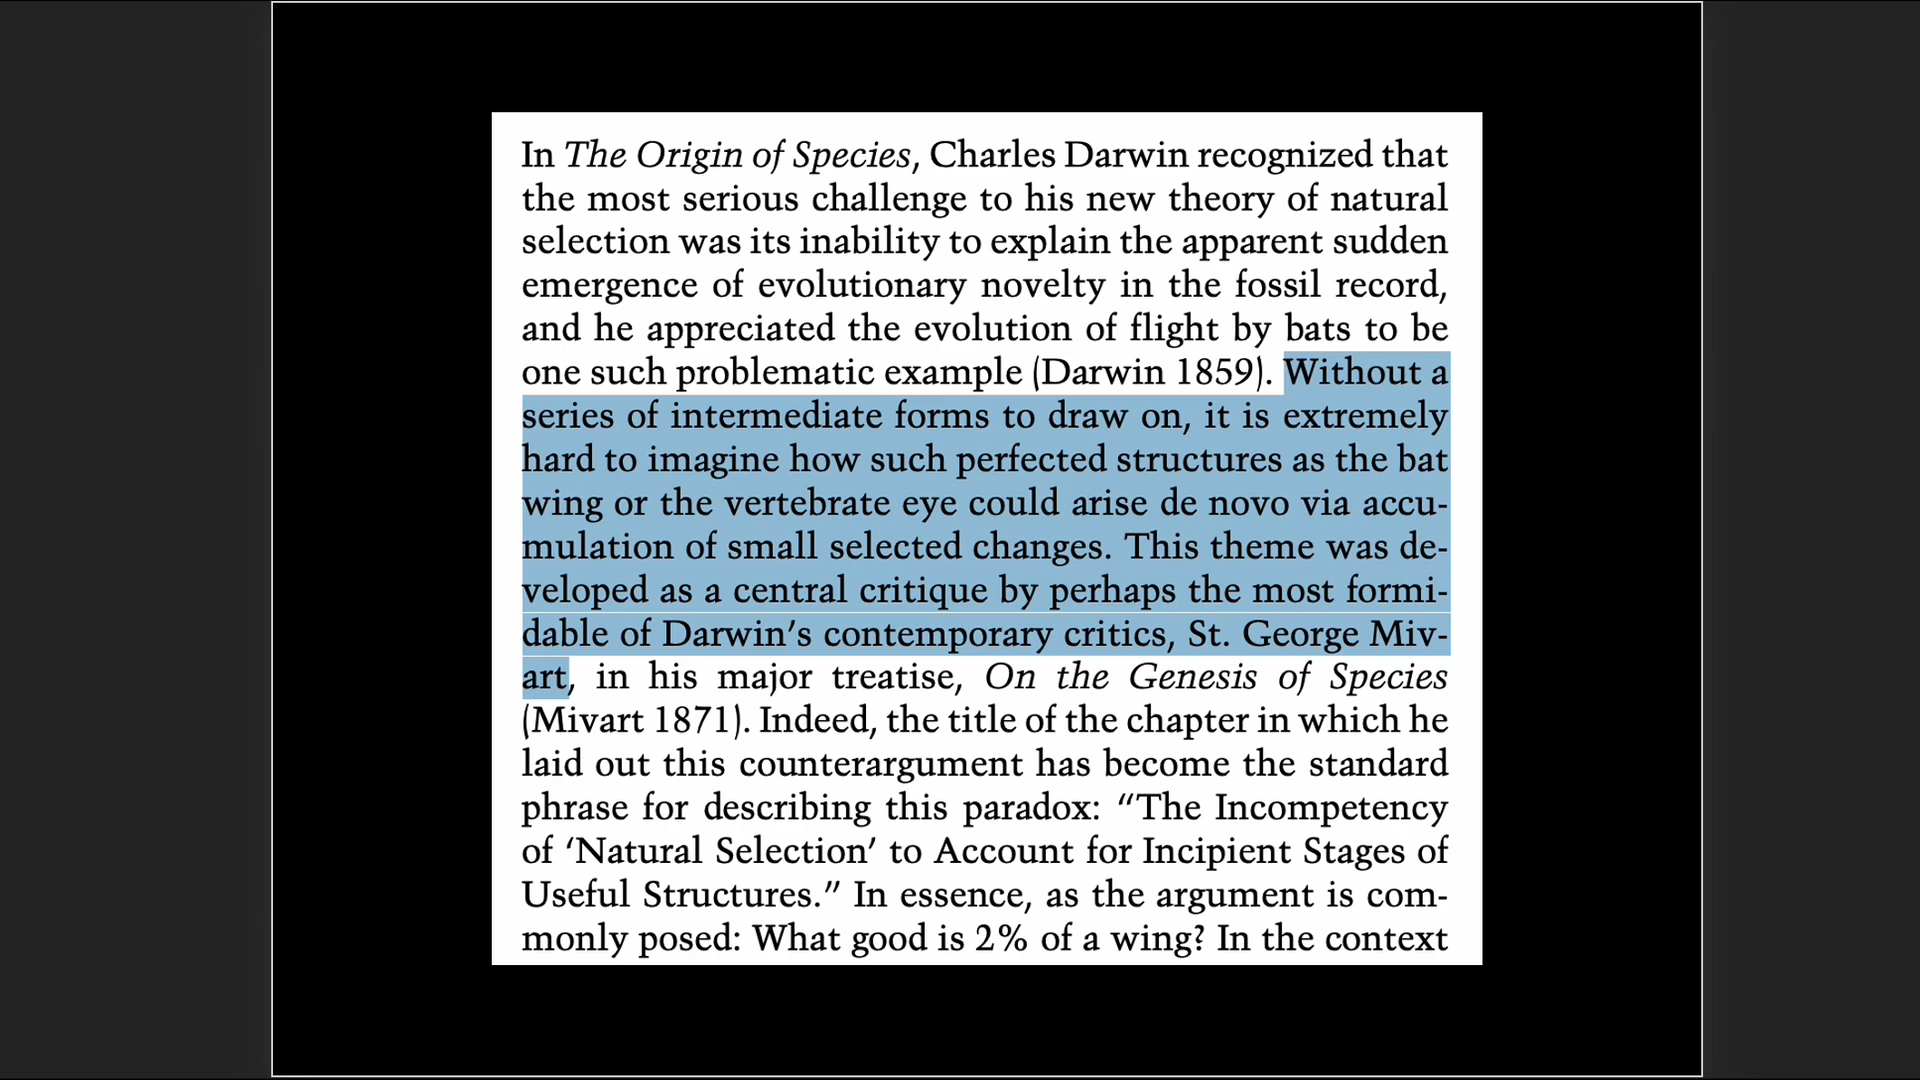 In The Origin of Species, Charles Darwin recognized that
the most serious challenge to his new theory of natural
selection was its inability to explain the apparent sudden
emergence of evolutionary novelty in the fossil record,
and he appreciated the evolution of flight by bats to be
one such problematic example (Darwin 1859). Without a
series of intermediate forms to draw on, it is extremely
hard to imagine how such perfected structures as the bat
wing or the vertebrate eye could arise de novo via accu-
mulation of small selected changes. This theme was de-
veloped as a central critique by perhaps the most formi-
dable of Darwin’s contemporary critics, St. George Miv-
art, in his major treatise, On the Genesis of Species
(Mivart 1871). Indeed, the title of the chapter in which he
laid out this counterargument has become the standard
phrase for describing this paradox: “The Incompetency
of ‘Natural Selection’ to Account for Incipient Stages of
Useful Structures.” In essence, as the argument is com-
monly posed: What good is 2% of a wing? In the context